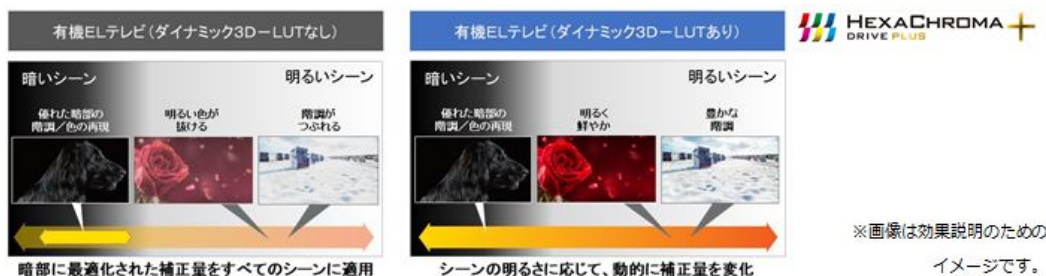 有機ELテレビ（ダイナミック3D－LUTなし）
暗いシーン
明るいシーン
優れた暗部の
階調／色の再現
明るい色が
抜ける
階調が
つぶれる
暗部に最適化された補正量をすべてのシーンに適用
有機ELテレビ（ダイナミック3D－LUTあり）
暗いシーン
明るいシーン
優れた暗部の
階調／色の再現
明るく
鮮やか
豊かな
階調
シーンの明るさに応じて、動的に補正量を変化
HEXACHROMA
DRIVE PLUS
※画像は効果説明のための
イメージです。